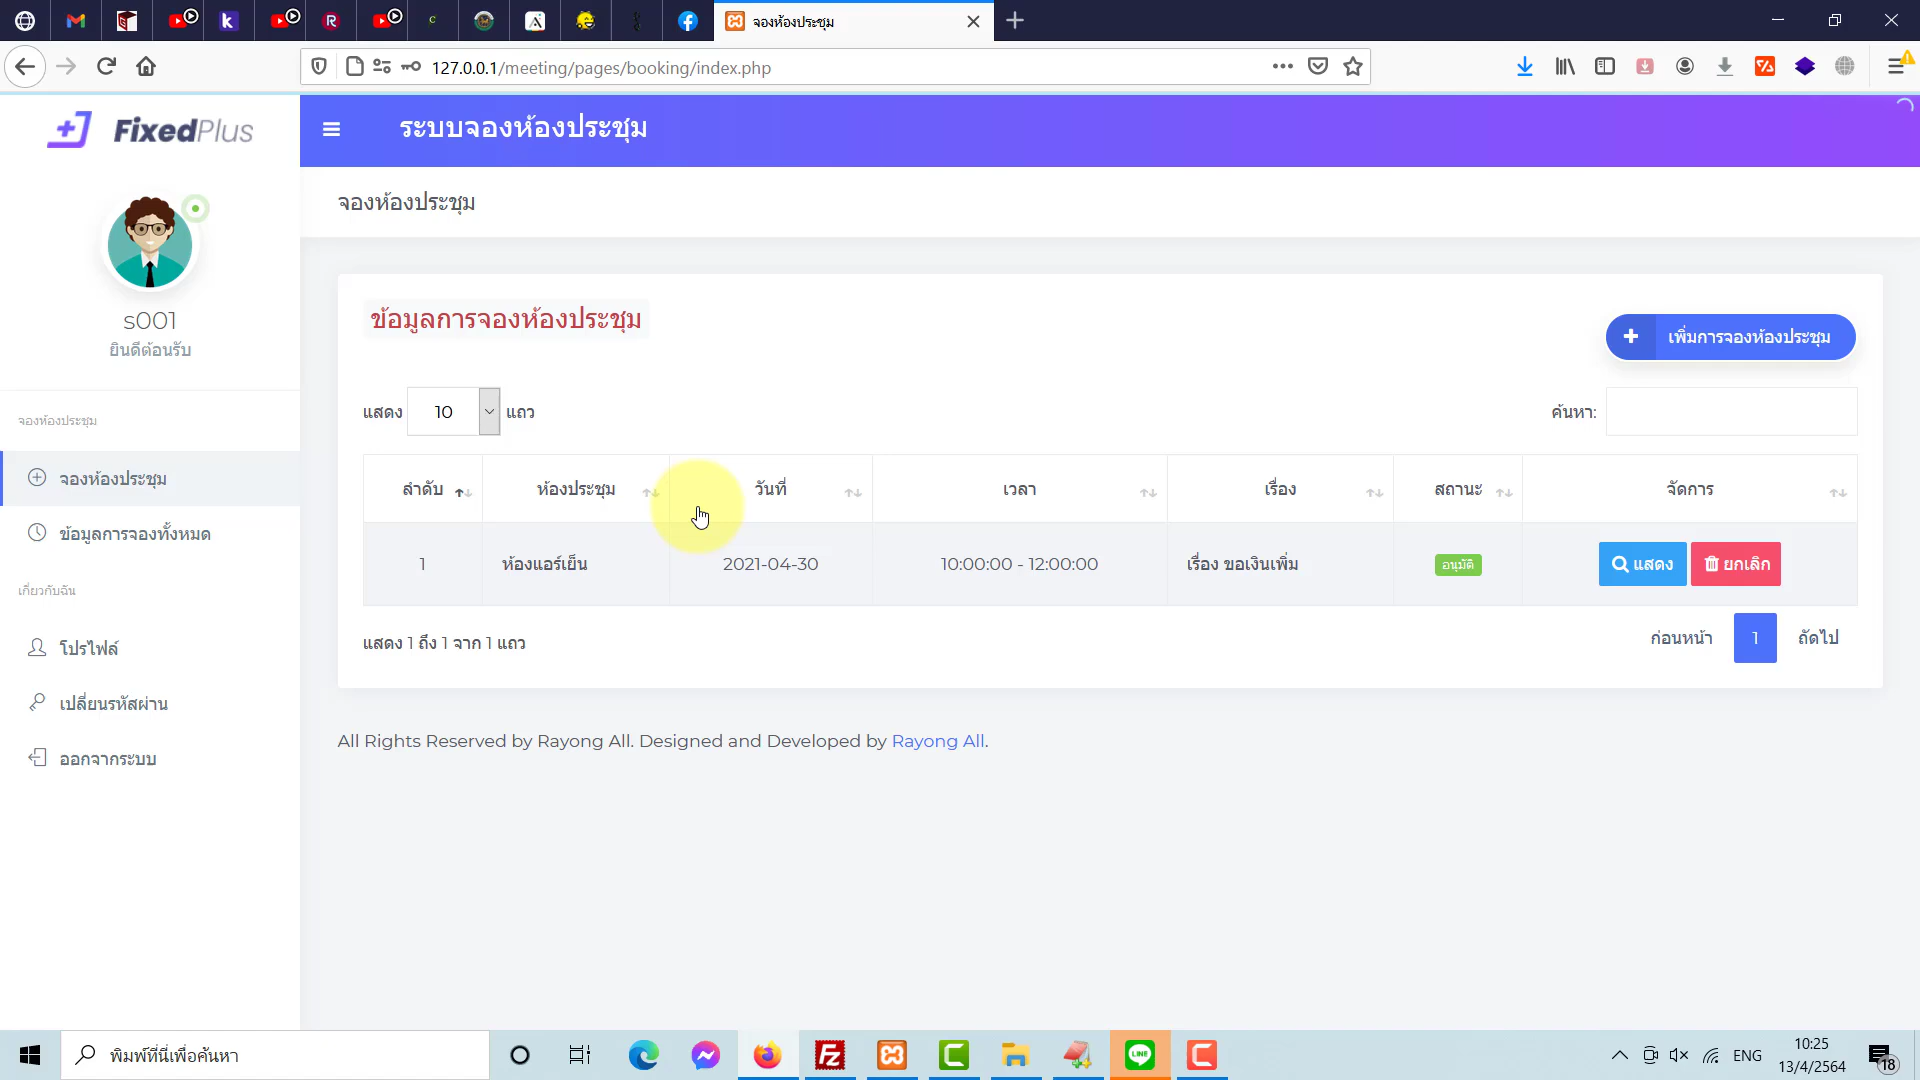 จองห้องประชุม
127.0.0.1/meeting/pages/booking/index.php
FixedPlus
ระบบจองห้องประชุม
s001
ยินดีต้อนรับ
จองห้องประชุม
จองห้องประชุม
ข้อมูลการจองทั้งหมด
เกี่ยวกับฉัน
โปรไฟล์
เปลี่ยนรหัสผ่าน
ออกจากระบบ
จองห้องประชุม
ข้อมูลการจองห้องประชุม
เพิ่มการจองห้องประชุม
แสดง 10 แถว
ค้นหา:
ลำดับ ห้องประชุม วันที่ เวลา เรื่อง สถานะ จัดการ
1 ห้องแอร์เย็น 2021-04-30 10:00:00 - 12:00:00 เรื่อง ขอเงินเพิ่ม อนุมัติ แสดง ยกเลิก
แสดง 1 ถึง 1 จาก 1 แถว
ก่อนหน้า 1 ถัดไป
All Rights Reserved by Rayong All. Designed and Developed by Rayong All.
พิมพ์ที่นี่เพื่อค้นหา
ENG
10:25
13/4/2564
18